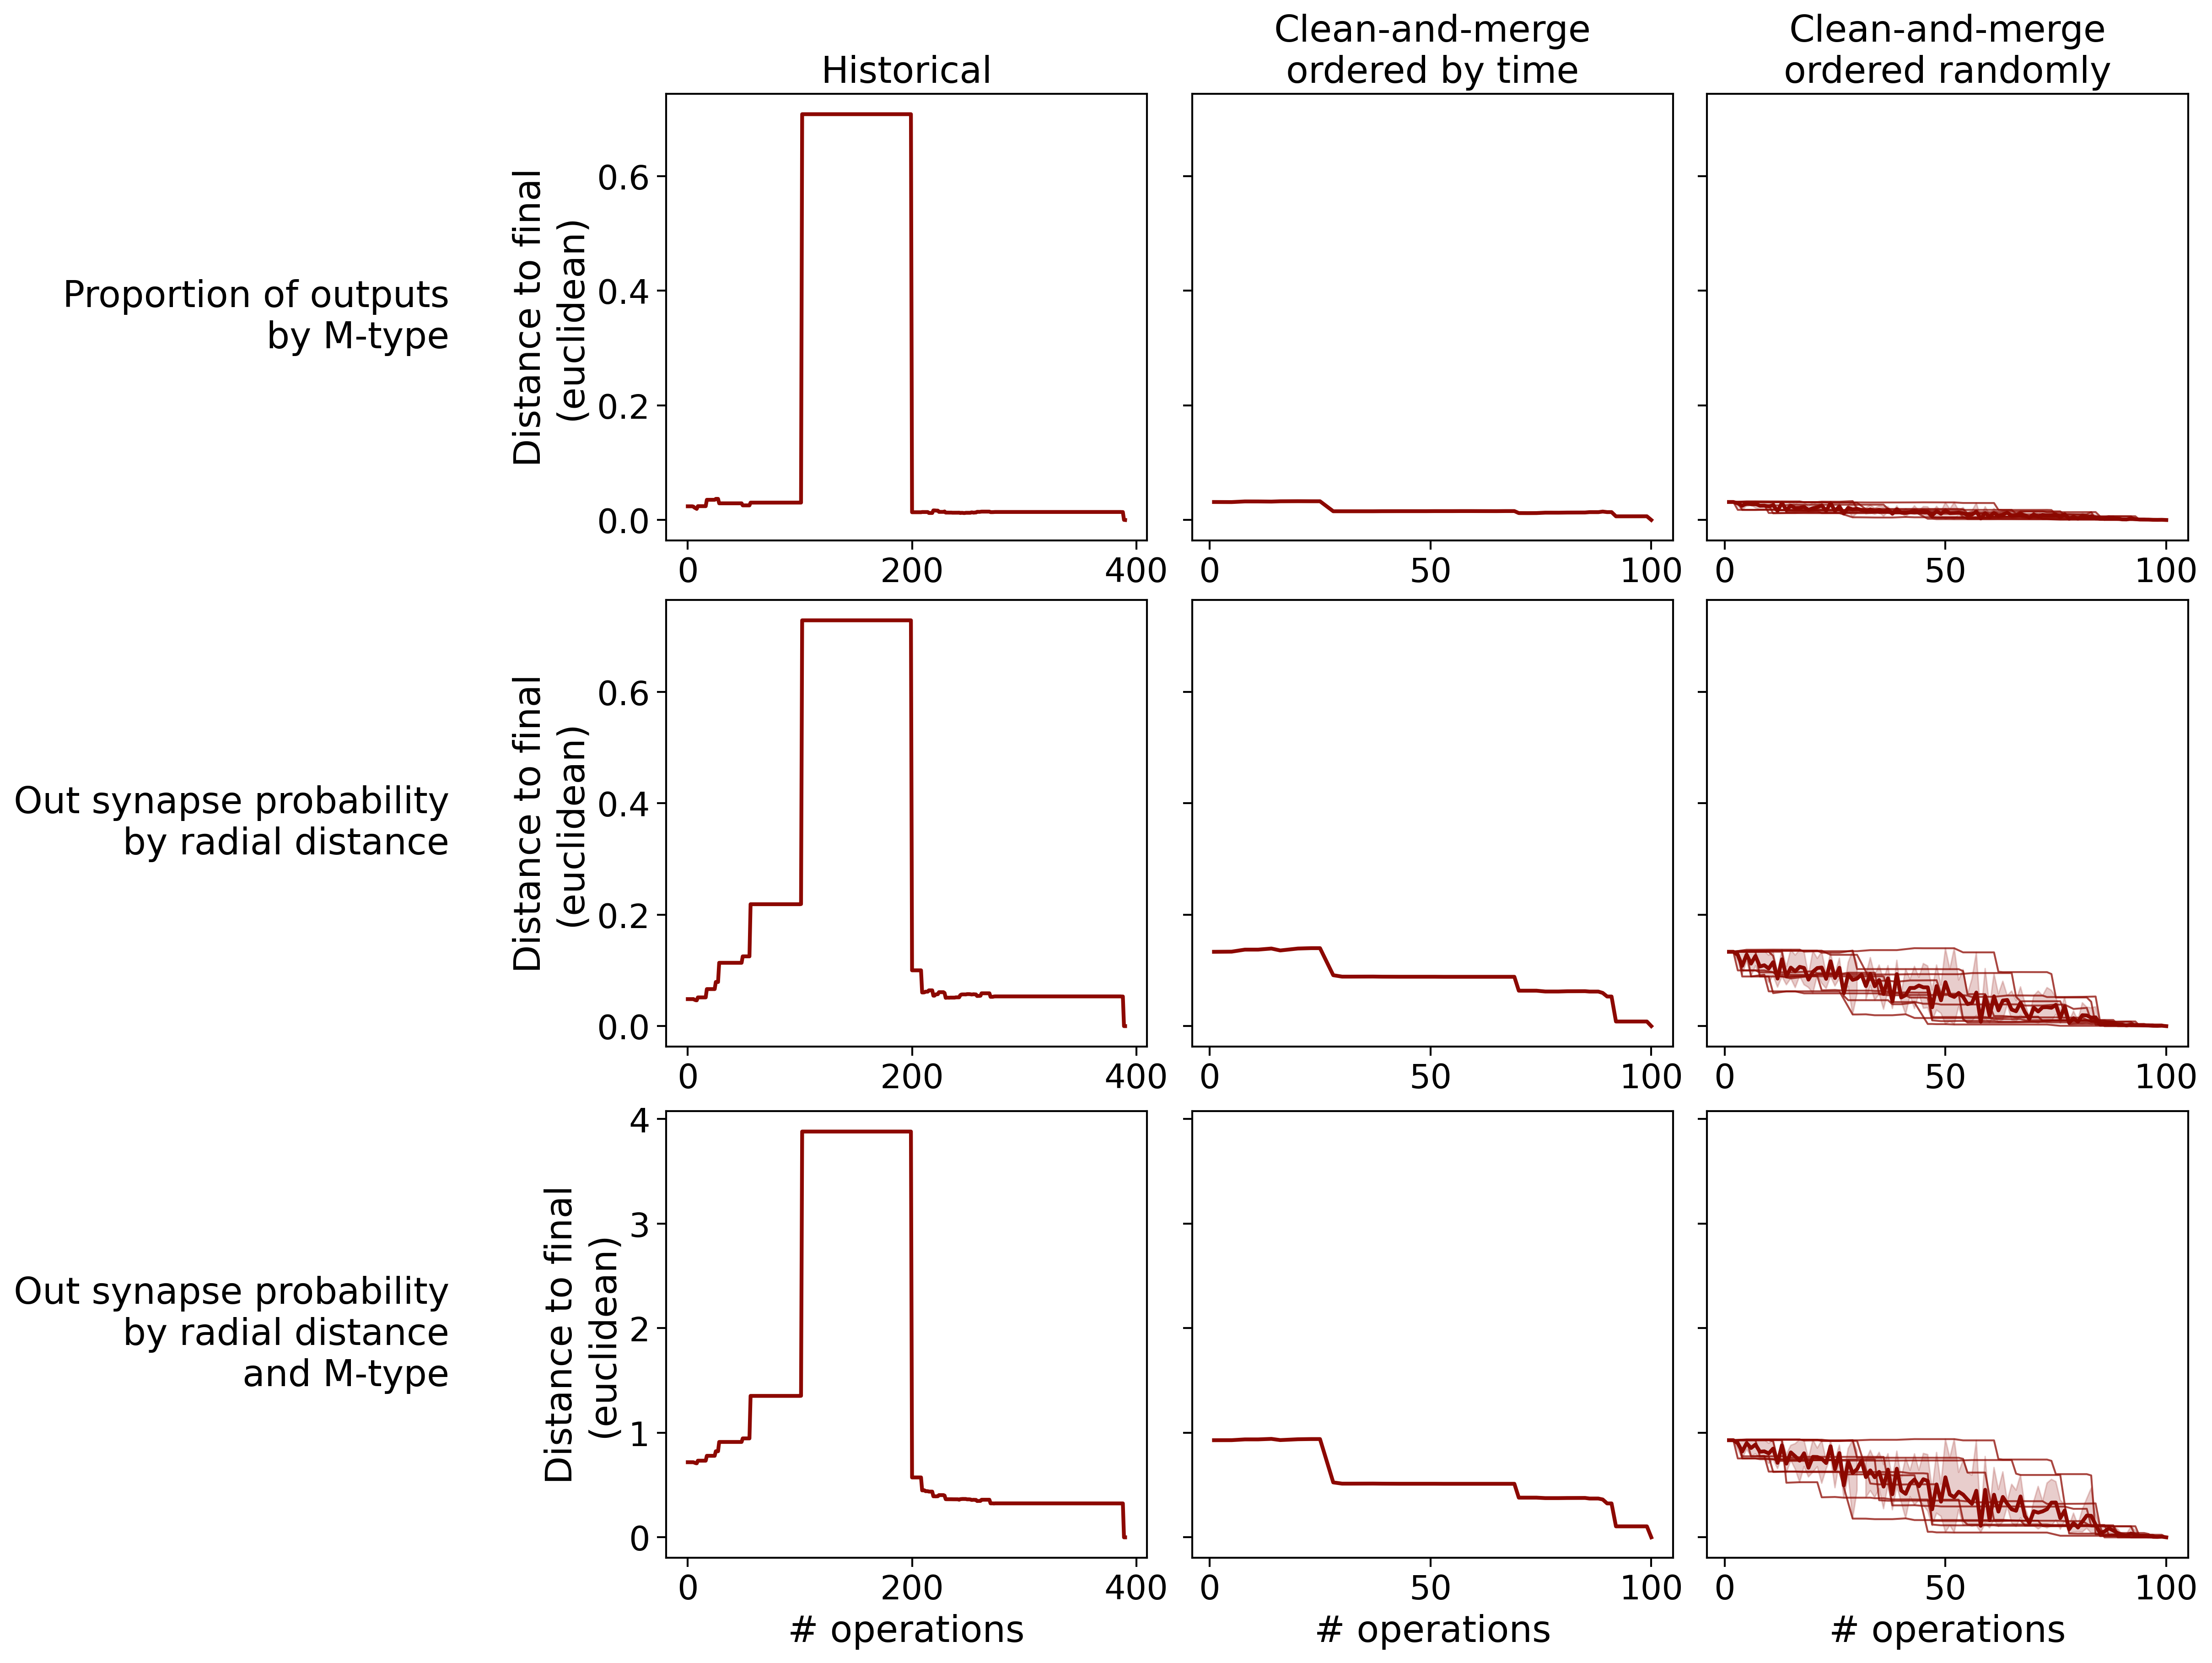 Historical
Clean-and-merge
ordered by time
Clean-and-merge
ordered randomly
Proportion of outputs
by M-type
Distance to final
(euclidean)
0.6
0.4
0.2
0.0
0
200
400
0
50
100
0
50
100
Out synapse probability
by radial distance
Distance to final
(euclidean)
0.6
0.4
0.2
0.0
0
200
400
0
50
100
0
50
100
Out synapse probability
by radial distance
and M-type
Distance to final
(euclidean)
4
3
2
1
0
0
200
400
0
50
100
0
50
100
# operations
# operations
# operations